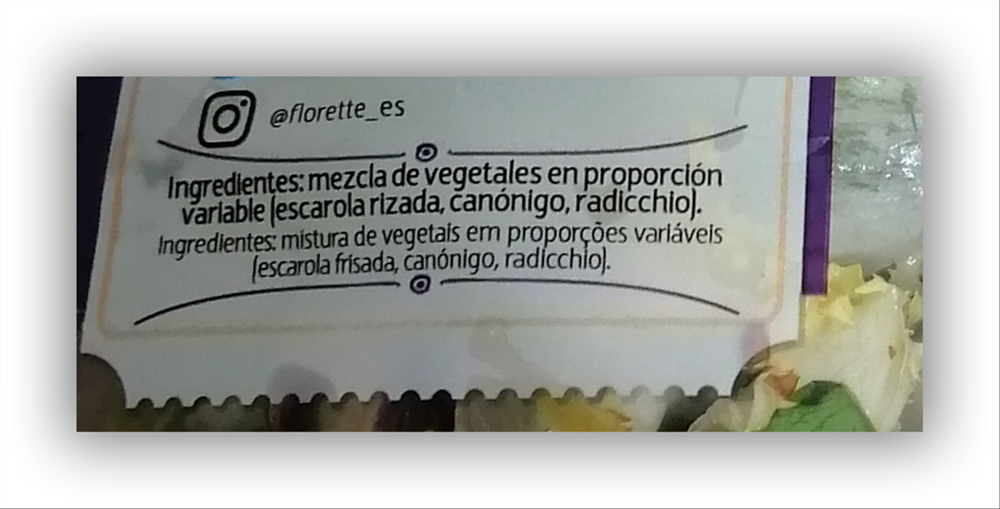 @florette_es
Ingredientes: mezcla de vegetales en proporción
variable (escarola rizada, canónigo, radicchio).
Ingredientes: mistura de vegetais em proporções variáveis
(escarola frisada, canónigo, radicchio).